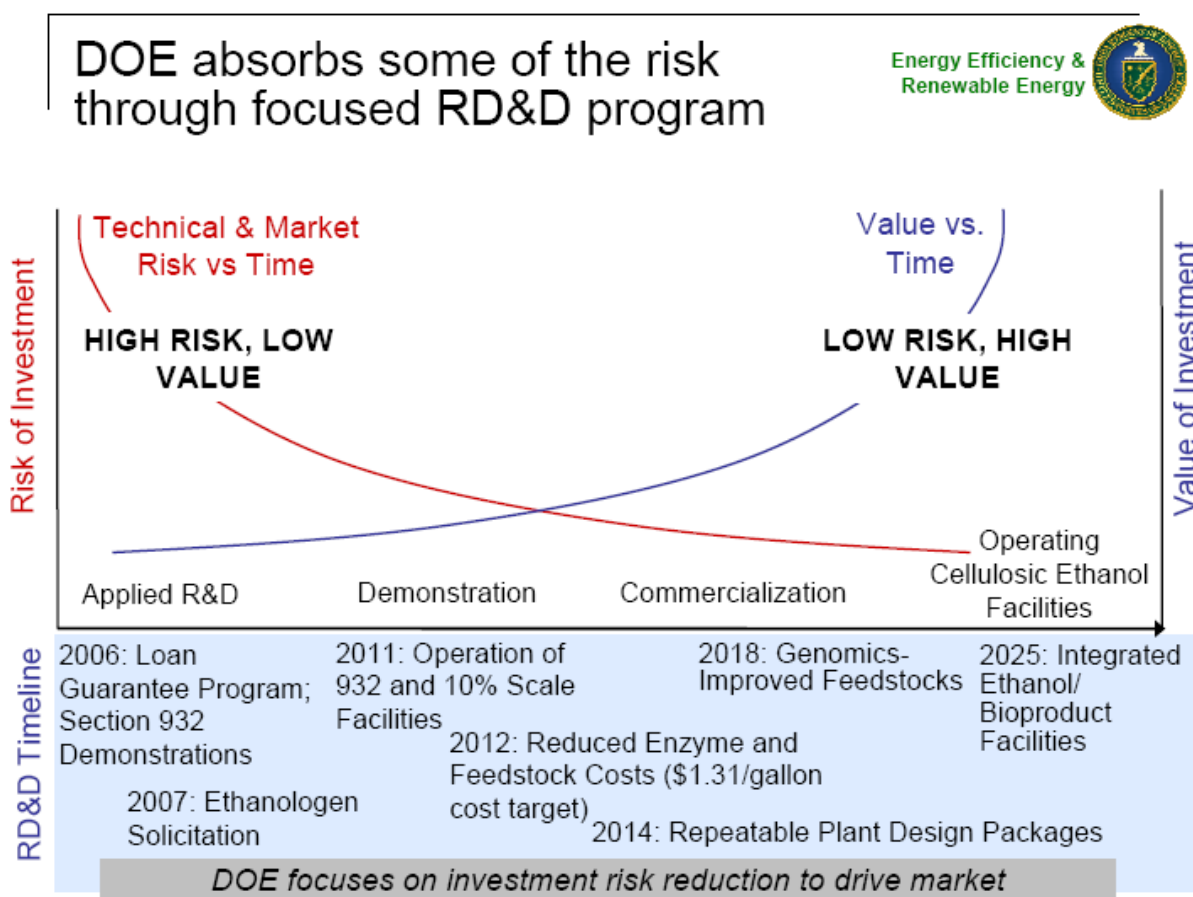 DOE absorbs some of the risk
through focused RD&D program
Energy Efficiency &
Renewable Energy
Risk of Investment
Technical & Market
Risk vs Time
HIGH RISK, LOW
VALUE
Value vs.
Time
LOW RISK, HIGH
VALUE
Value of Investment
Applied R&D
Demonstration
Commercialization
Operating
Cellulosic Ethanol
Facilities
RD&D Timeline
2006: Loan
Guarantee Program;
Section 932
Demonstrations
2007: Ethanologen
Solicitation
2011: Operation of
932 and 10% Scale
Facilities
2012: Reduced Enzyme and
Feedstock Costs ($1.31/gallon
cost target)
2014: Repeatable Plant Design Packages
2018: Genomics-
Improved Feedstocks
2025: Integrated
Ethanol/
Bioproduct
Facilities
DOE focuses on investment risk reduction to drive market